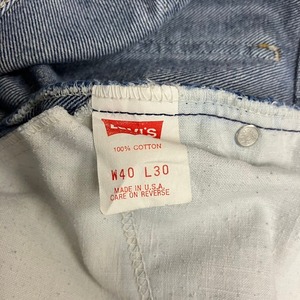 LEVI'S
100% COTTON
W40 L30
MADE IN U.S.A.
CARE ON REVERSE